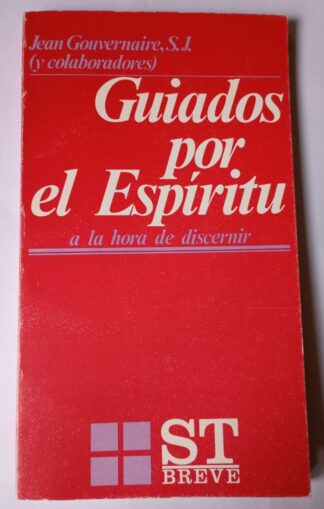 Jean Gouvernaire, S.J.
(y colaboradores)
Guiados
por
el Espíritu
a la hora de discernir
ST
BREVE